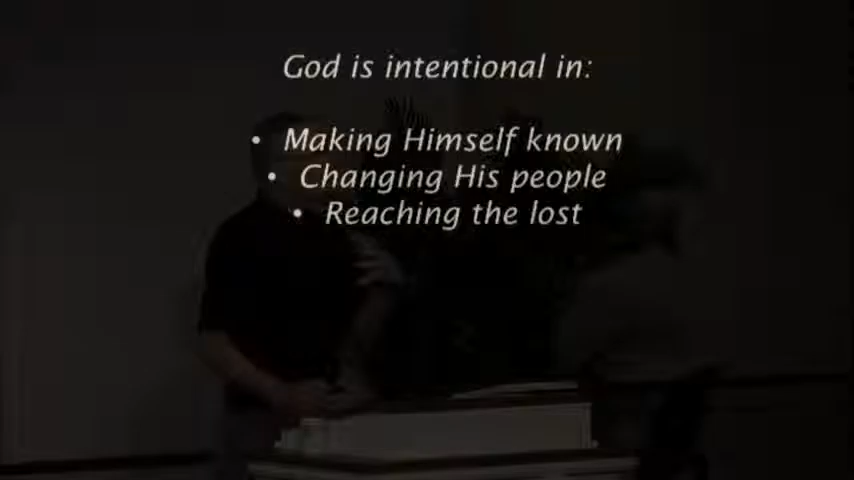 God is intentional in:
• Making Himself known
• Changing His people
• Reaching the lost